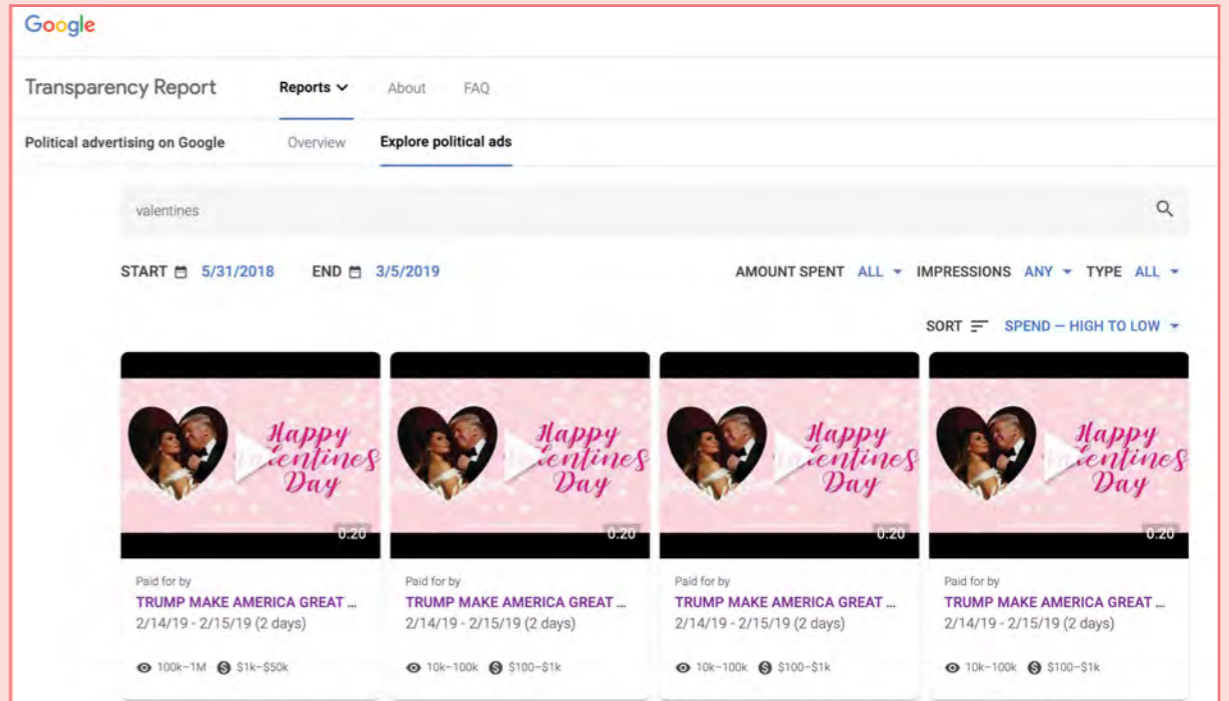 Google
Transparency Report Reports About FAQ
Political advertising on Google Overview Explore political ads
valentines
START 5/31/2018 END 3/5/2019 AMOUNT SPENT ALL IMPRESSIONS ANY TYPE ALL
SORT SPEND – HIGH TO LOW
Happy Happy Happy Happy
Valentines Valentines Valentines Valentines
Day Day Day Day
0:20 0:20 0:20 0:20
Paid for by Paid for by Paid for by Paid for by
TRUMP MAKE AMERICA GREAT ... TRUMP MAKE AMERICA GREAT ... TRUMP MAKE AMERICA GREAT ... TRUMP MAKE AMERICA GREAT ...
2/14/19 - 2/15/19 (2 days) 2/14/19 - 2/15/19 (2 days) 2/14/19 - 2/15/19 (2 days) 2/14/19 - 2/15/19 (2 days)
100k–1M $1k–$50k 10k–100k $100–$1k 10k–100k $100–$1k 10k–100k $100–$1k